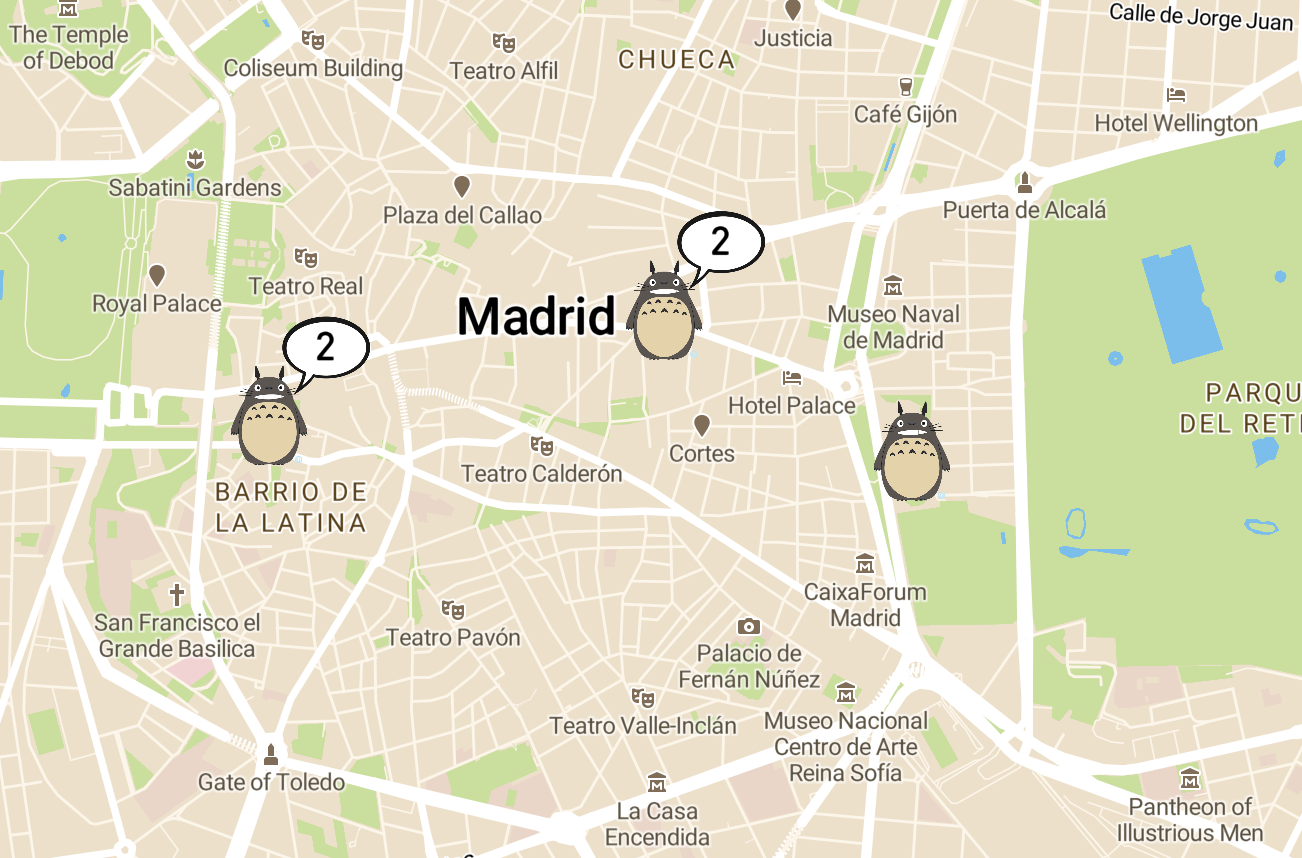 Calle de Jorge Juan
The Temple
of Debod
Coliseum Building
Teatro Alfil
CHUECA
Justicia
Café Gijón
Hotel Wellington
Sabatini Gardens
Plaza del Callao
Puerta de Alcalá
2
Teatro Real
Royal Palace
Madrid
Museo Naval
de Madrid
2
Hotel Palace
PARQU
DEL RETI
Cortes
Teatro Calderón
BARRIO DE
LA LATINA
CaixaForum
Madrid
San Francisco el
Grande Basilica
Teatro Pavón
Palacio de
Fernán Núñez
Teatro Valle-Inclán
Museo Nacional
Centro de Arte
Reina Sofía
Gate of Toledo
La Casa
Encendida
Pantheon of
Illustrious Men